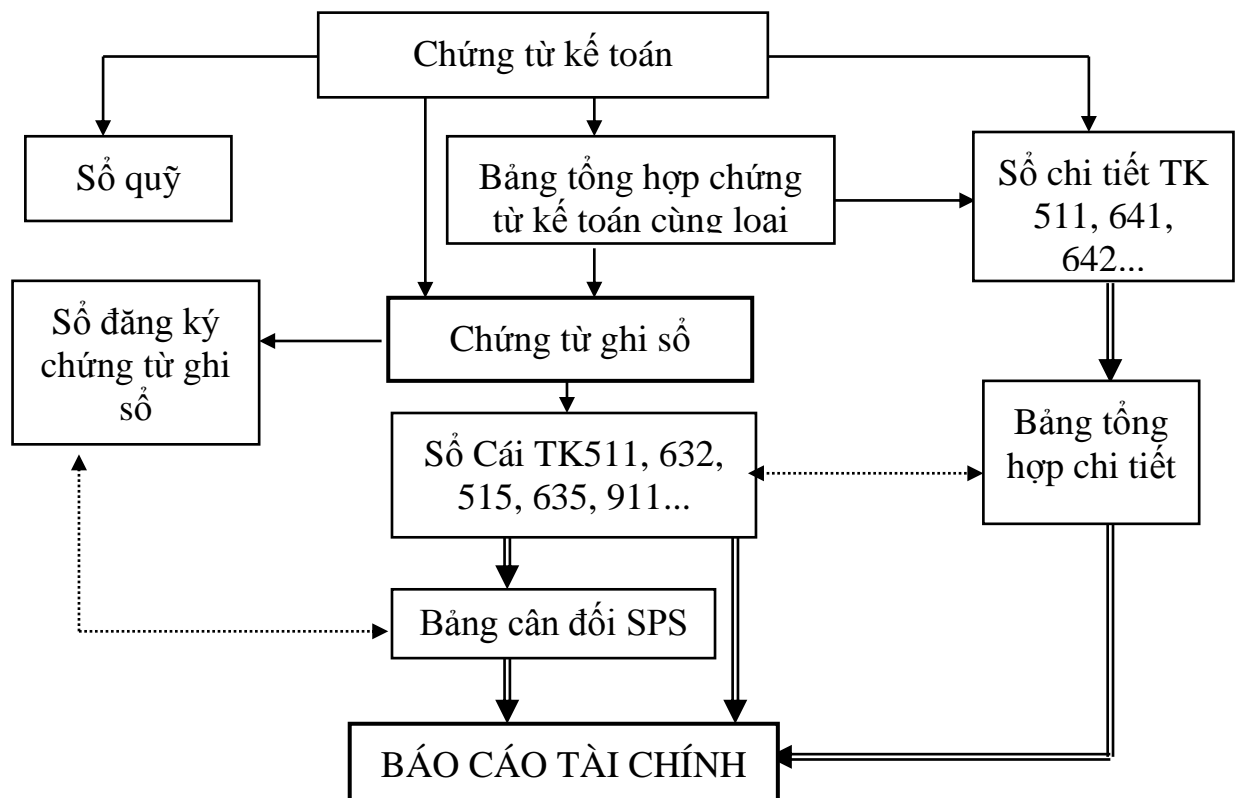 Chứng từ kế toán
Sổ quỹ
Bảng tổng hợp chứng
từ kế toán cùng loại
Sổ chi tiết TK
511, 641,
642...
Sổ đăng ký
chứng từ ghi
sổ
Chứng từ ghi sổ
Sổ Cái TK511, 632,
515, 635, 911...
Bảng tổng
hợp chi tiết
Bảng cân đối SPS
BÁO CÁO TÀI CHÍNH